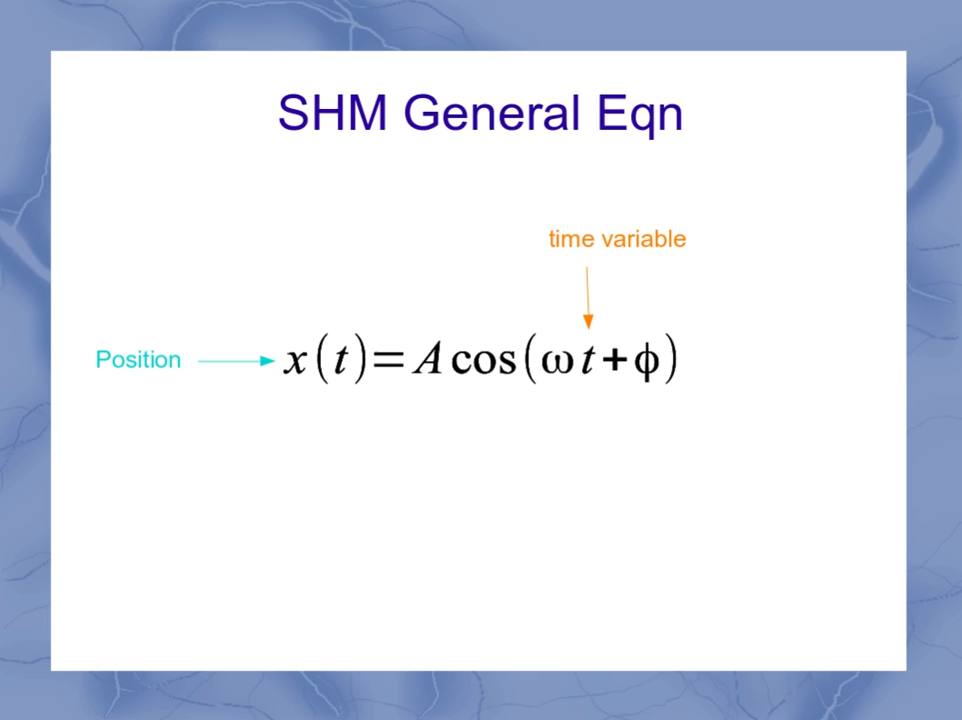 SHM General Eqn
time variable
Position
x(t)=A cos(ωt+ϕ)